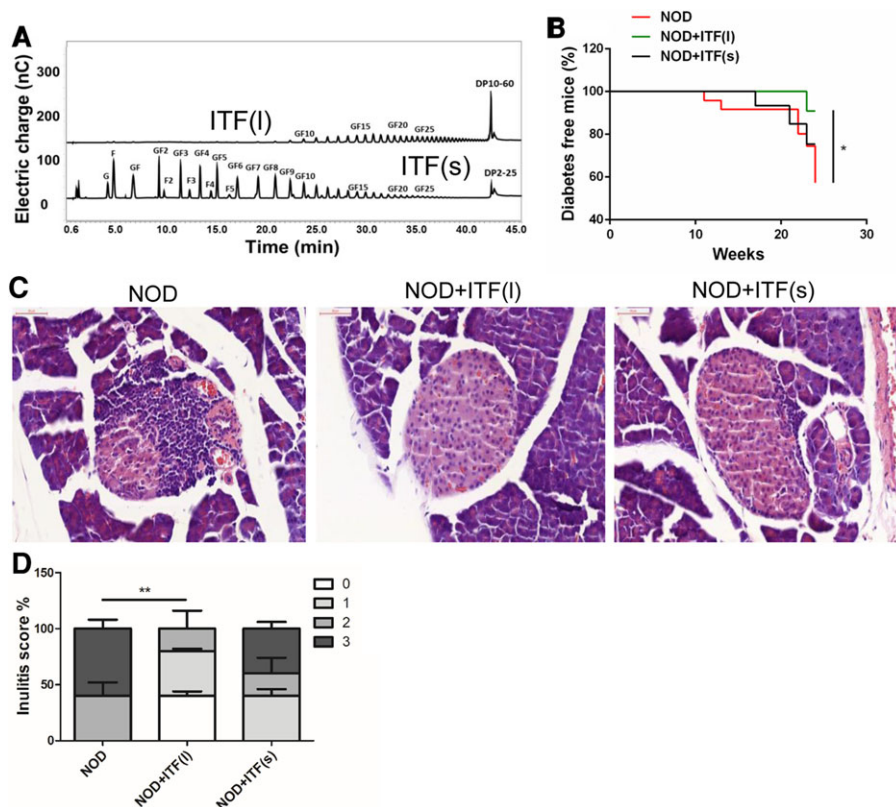 A
Electric charge (nC)
300
200
100
0
ITF(l)
GF10
GF15
GF20
GF25
DP10-60
ITF(s)
G
F
GF
GF2
F2
GF3
F3
GF4
F4
GF5
F5
GF6
GF7
GF8
GF9
GF10
GF15
GF20
GF25
DP2-25
0.6 5.0 10.0 15.0 20.0 25.0 30.0 35.0 40.0 45.0
Time (min)
B
NOD
NOD+ITF(l)
NOD+ITF(s)
Diabetes free mice (%)
120
100
80
60
40
*
0 10 20 30
Weeks
C
NOD
NOD+ITF(l)
NOD+ITF(s)
D
Inulitis score %
150
100
50
0
**
0
1
2
3
NOD
NOD+ITF(l)
NOD+ITF(s)